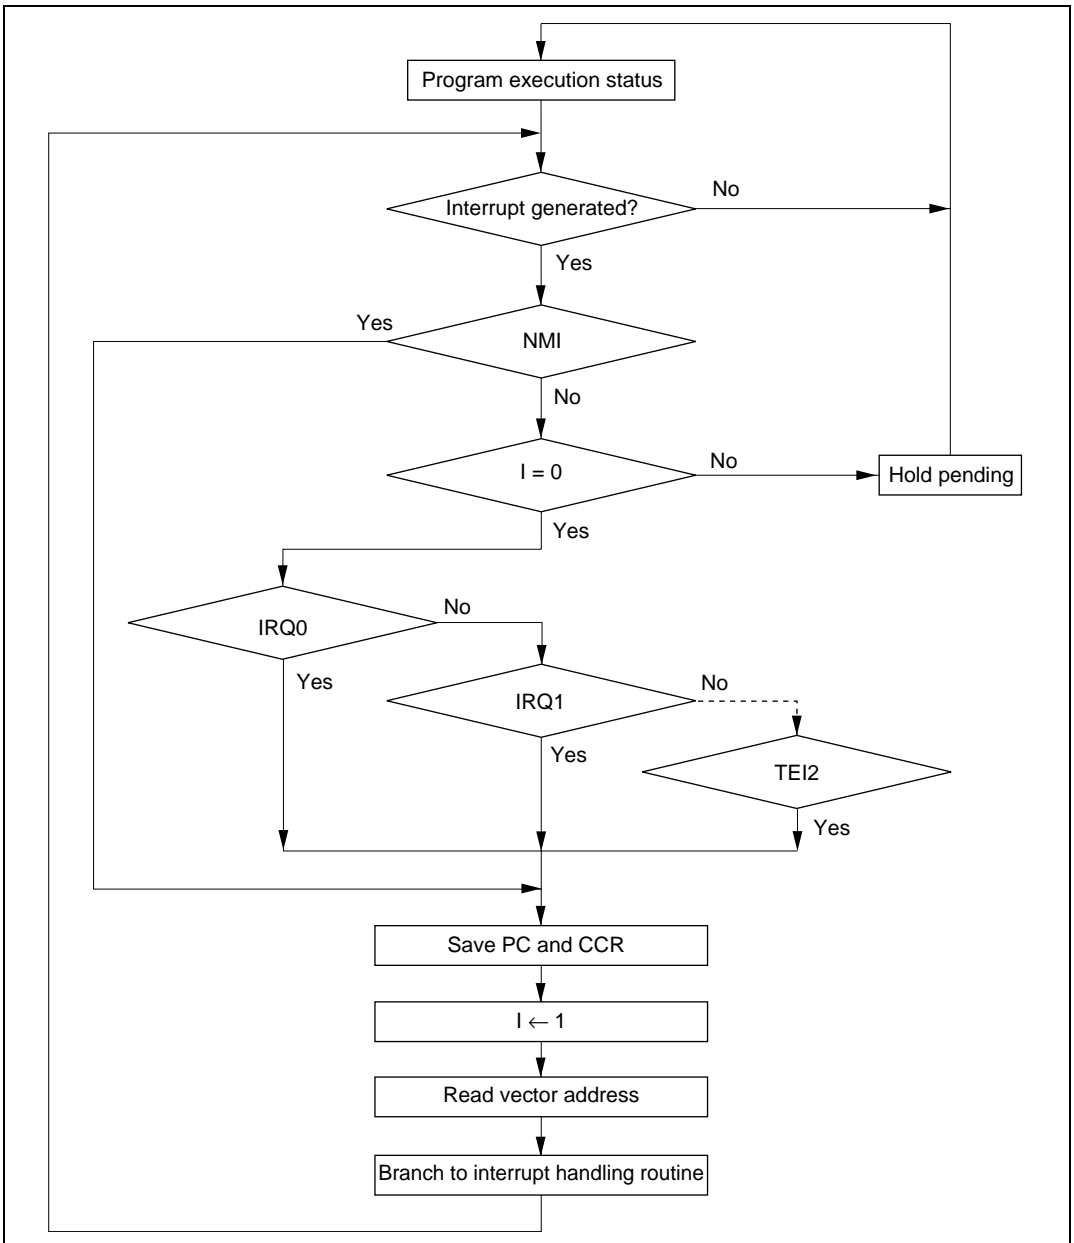 Program execution status
Interrupt generated?
No
Yes
Yes
NMI
No
I = 0
No
Hold pending
Yes
IRQ0
No
Yes
IRQ1
No
Yes
TEI2
Yes
Save PC and CCR
I ← 1
Read vector address
Branch to interrupt handling routine